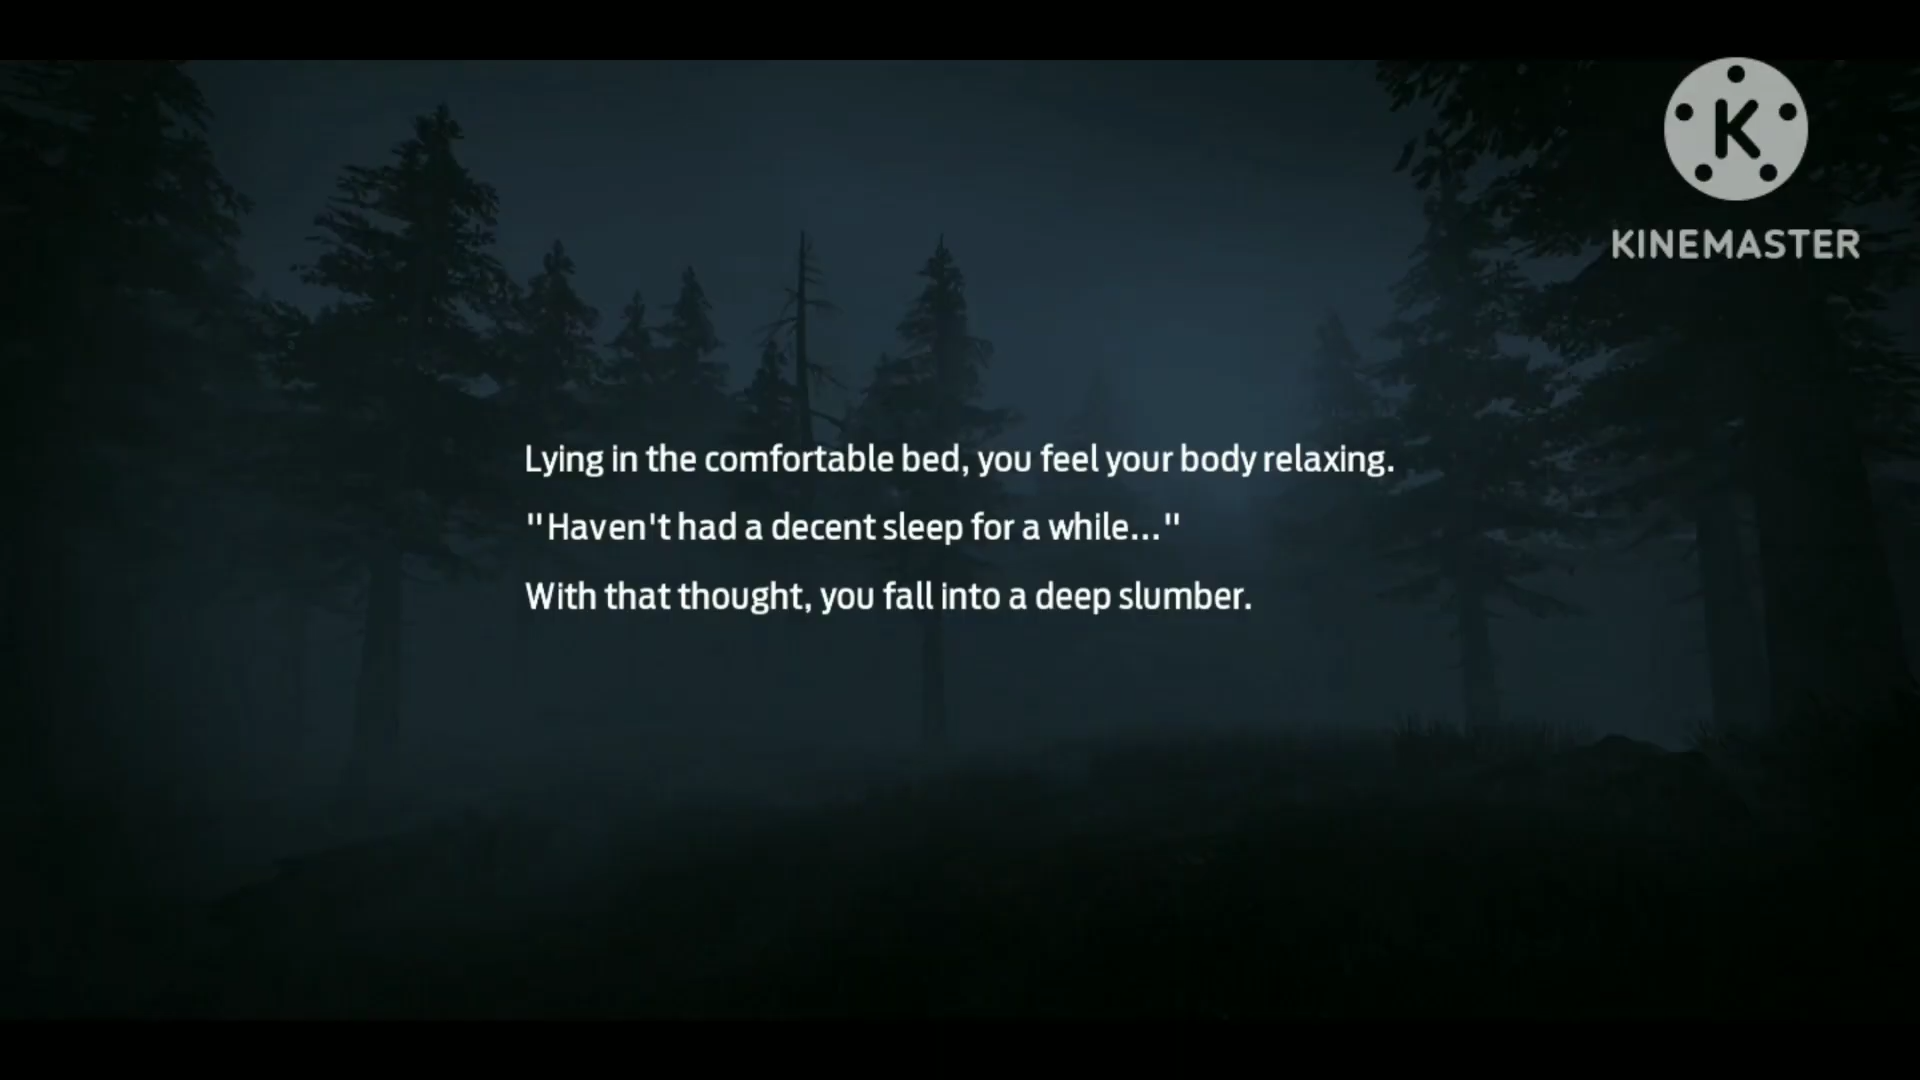 K
KINEMASTER
Lying in the comfortable bed, you feel your body relaxing.
"Haven't had a decent sleep for a while..."
With that thought, you fall into a deep slumber.